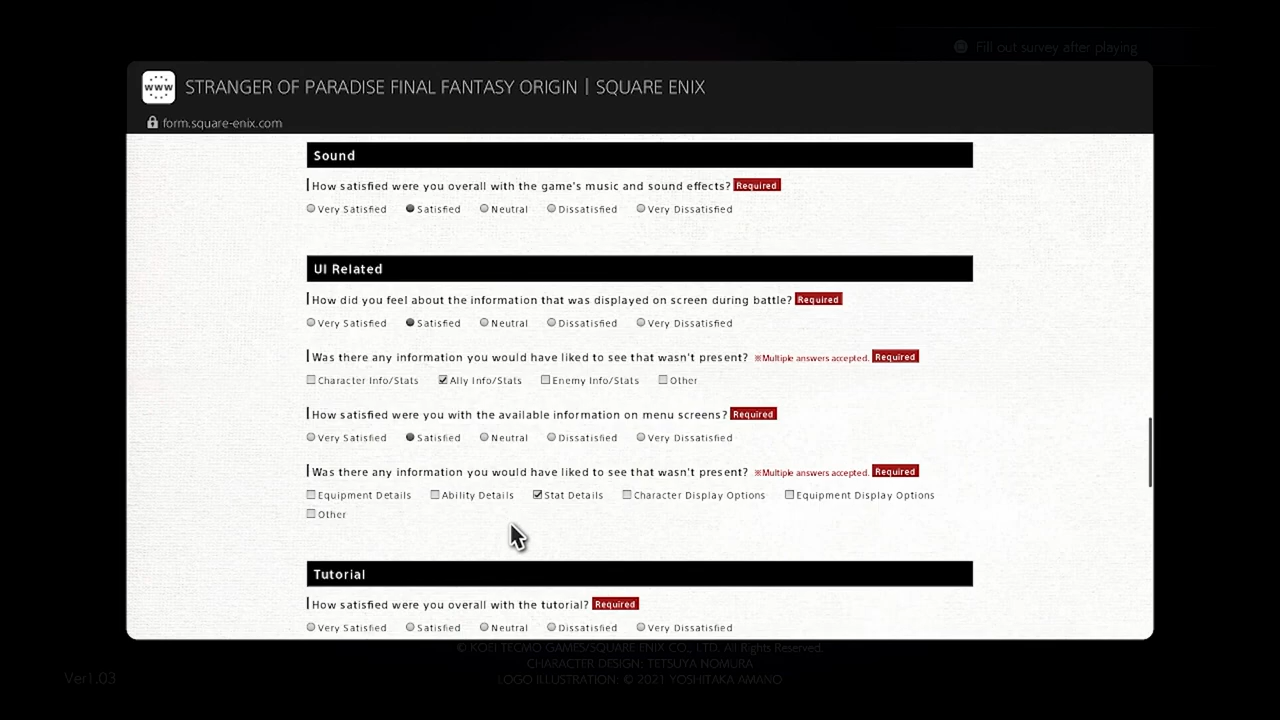 Fill out survey after playing
www
STRANGER OF PARADISE FINAL FANTASY ORIGIN | SQUARE ENIX
form.square-enix.com
Sound
How satisfied were you overall with the game's music and sound effects? Required
Very Satisfied Satisfied Neutral Dissatisfied Very Dissatisfied
UI Related
How did you feel about the information that was displayed on screen during battle? Required
Very Satisfied Satisfied Neutral Dissatisfied Very Dissatisfied
Was there any information you would have liked to see that wasn't present? ※Multiple answers accepted. Required
Character Info/Stats Ally Info/Stats Enemy Info/Stats Other
How satisfied were you with the available information on menu screens? Required
Very Satisfied Satisfied Neutral Dissatisfied Very Dissatisfied
Was there any information you would have liked to see that wasn't present? ※Multiple answers accepted. Required
Equipment Details Ability Details Stat Details Character Display Options Equipment Display Options
Other
Tutorial
How satisfied were you overall with the tutorial? Required
Very Satisfied Satisfied Neutral Dissatisfied Very Dissatisfied
© KOEI TECMO GAMES/SQUARE ENIX CO., LTD. All Rights Reserved.
CHARACTER DESIGN: TETSUYA NOMURA
LOGO ILLUSTRATION: © 2021 YOSHITAKA AMANO
Ver1.03